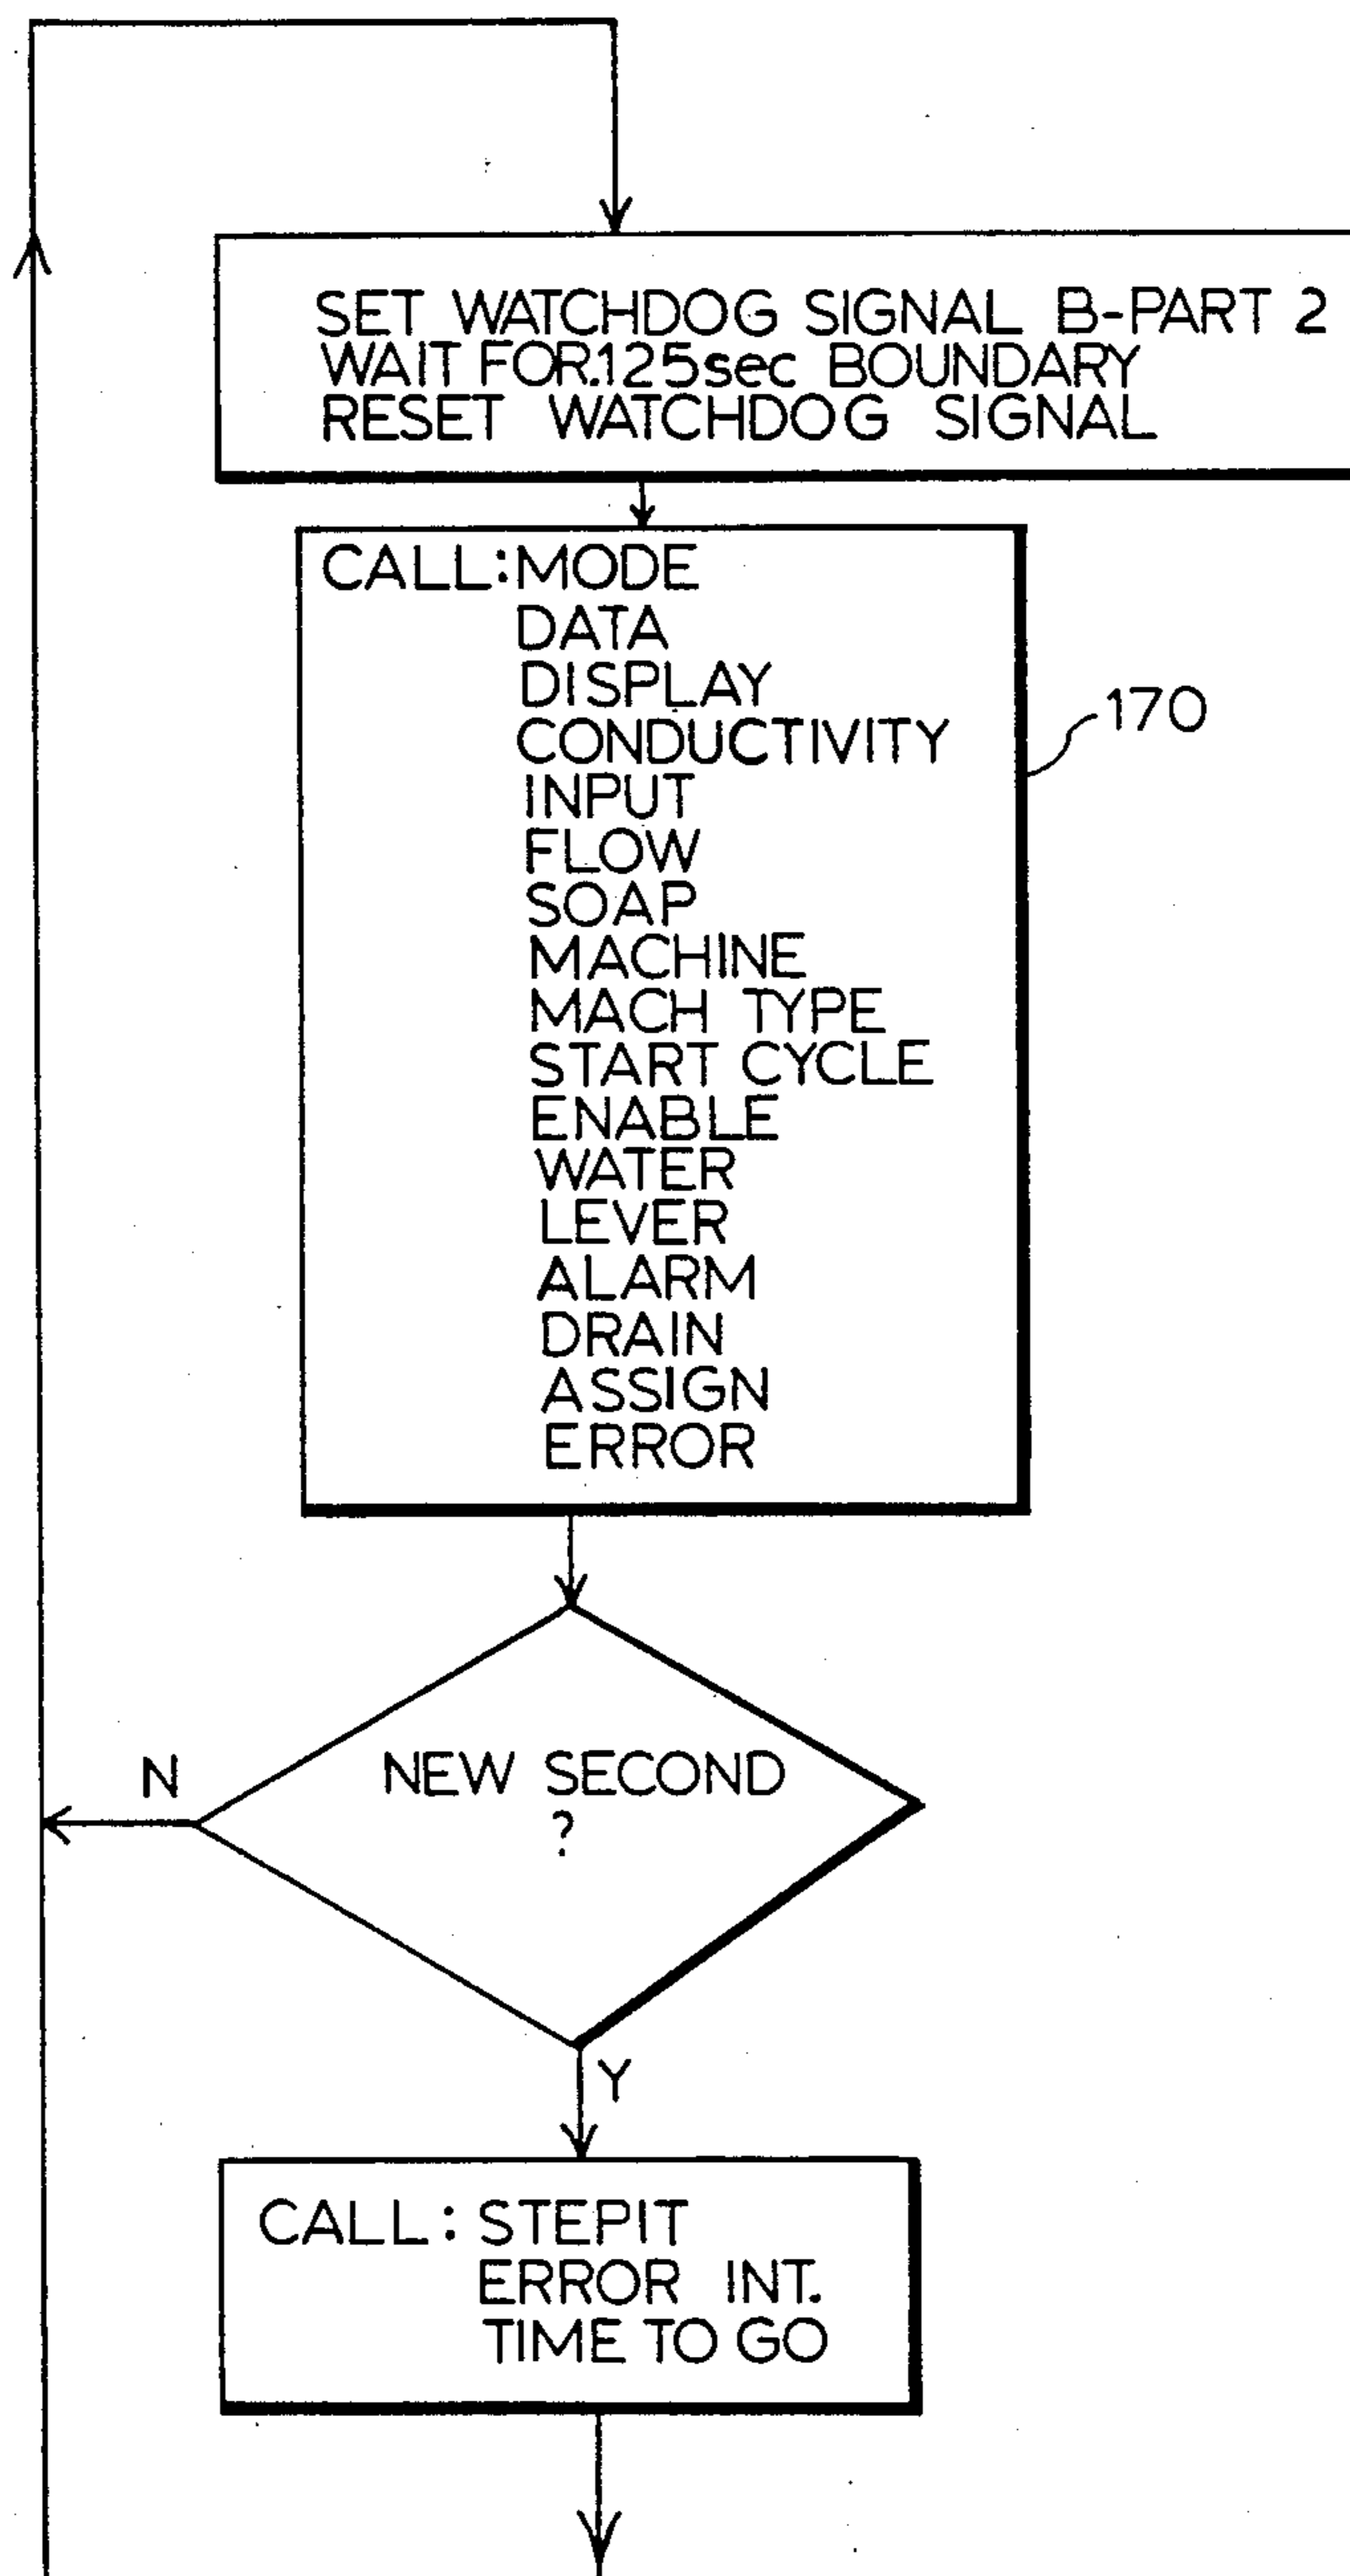 SET WATCHDOG SIGNAL B-PART 2
WAIT FOR .125sec BOUNDARY
RESET WATCHDOG SIGNAL
CALL: MODE
DATA
DISPLAY
CONDUCTIVITY
INPUT
FLOW
SOAP
MACHINE
MACH TYPE
START CYCLE
ENABLE
WATER
LEVER
ALARM
DRAIN
ASSIGN
ERROR
170
NEW SECOND
?
N
Y
CALL: STEPIT
ERROR INT.
TIME TO GO